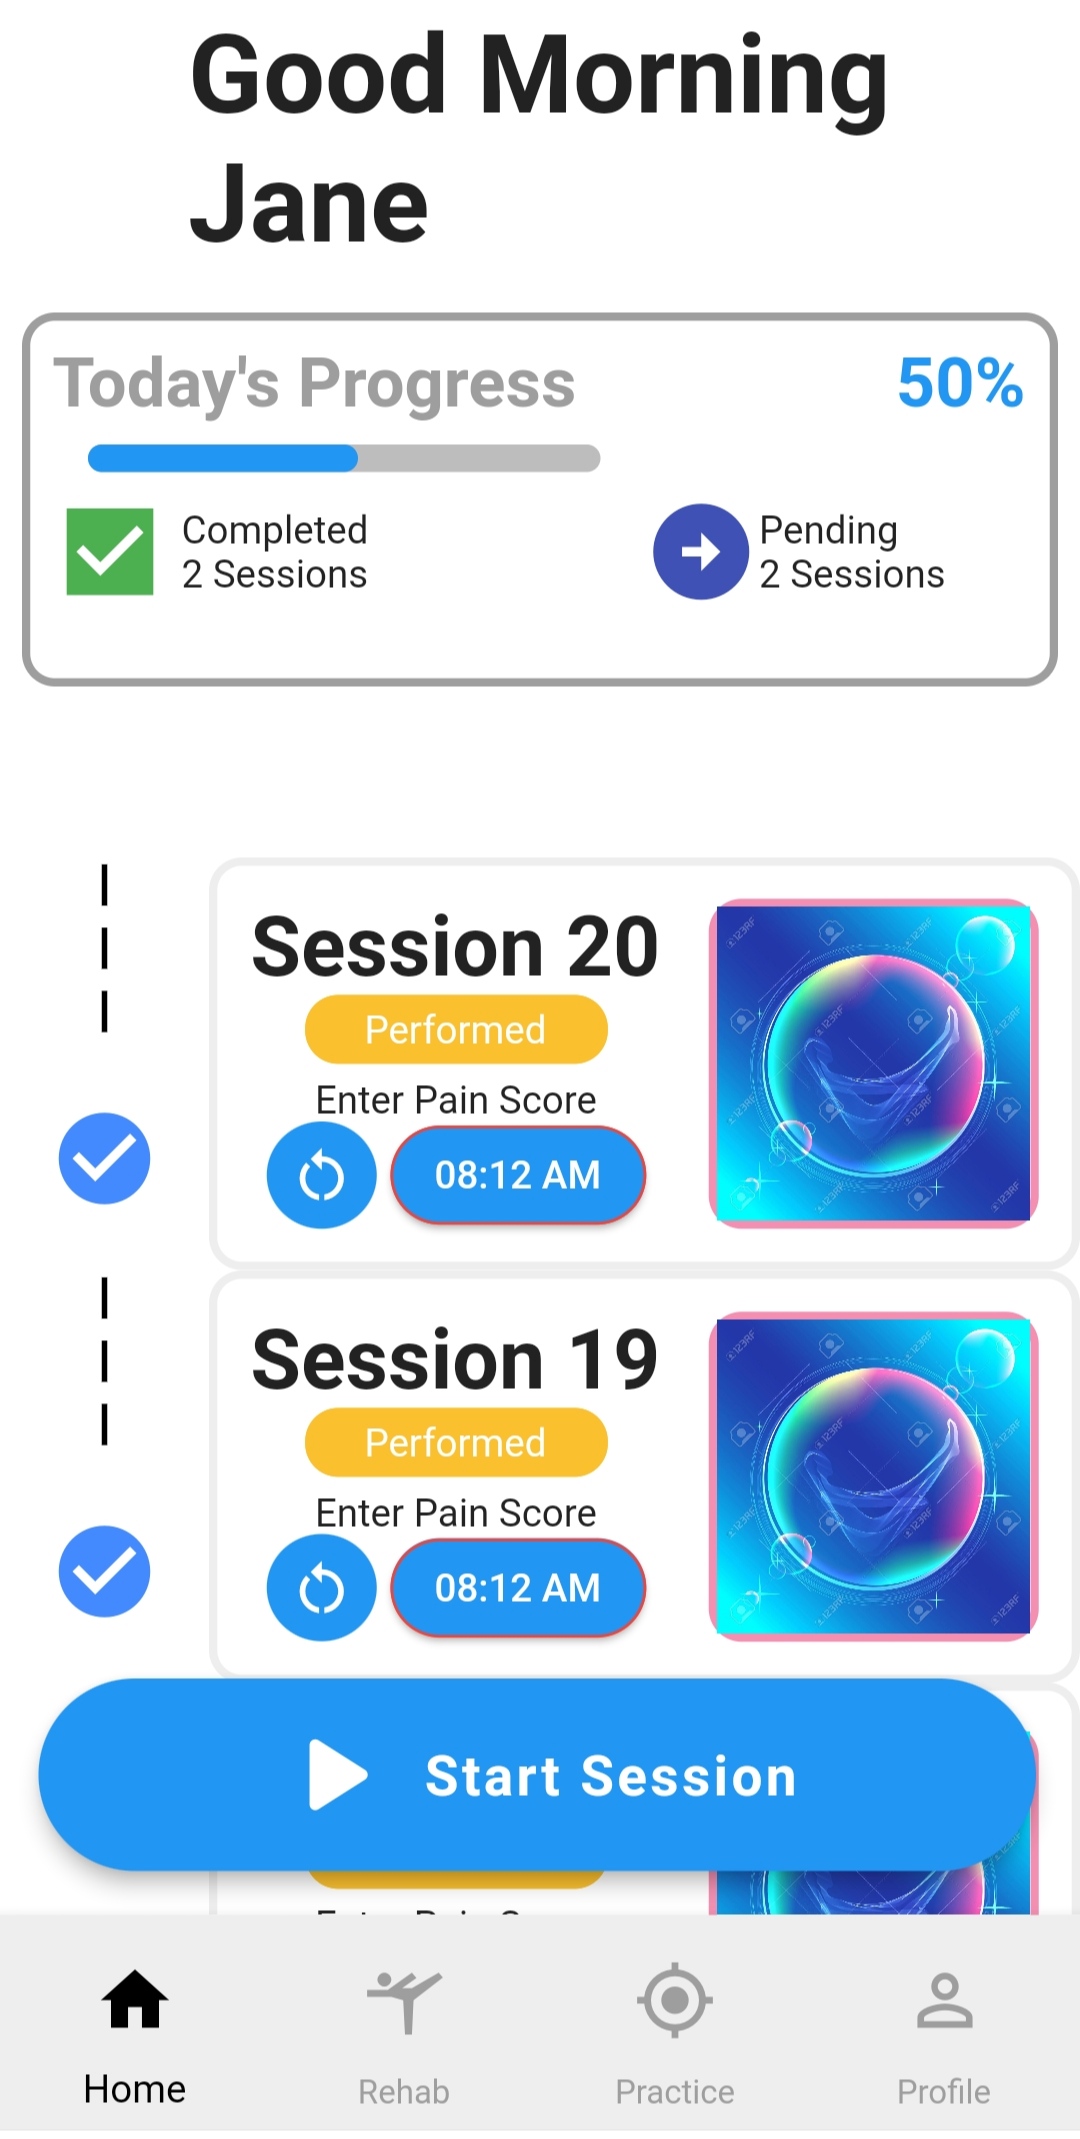 Good Morning
Jane
Today's Progress
50%
Completed
2 Sessions
Pending
2 Sessions
Session 20
Performed
Enter Pain Score
08:12 AM
Session 19
Performed
Enter Pain Score
08:12 AM
Start Session
Home
Rehab
Practice
Profile